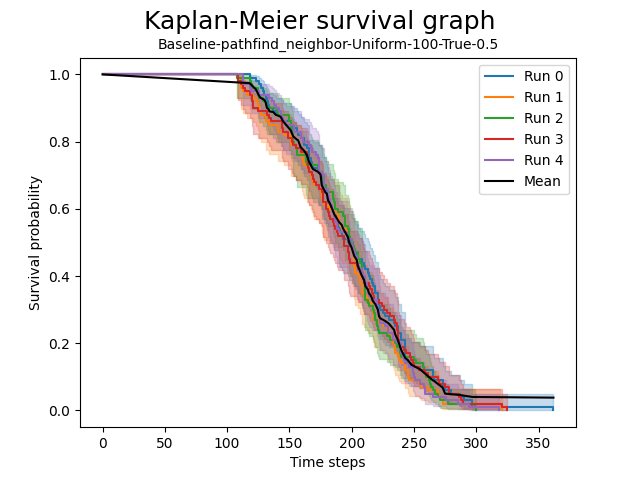 Kaplan-Meier survival graph
Baseline-pathfind_neighbor-Uniform-100-True-0.5
Survival probability
1.0
0.8
0.6
0.4
0.2
0.0
0 50 100 150 200 250 300 350
Time steps
Run 0
Run 1
Run 2
Run 3
Run 4
Mean